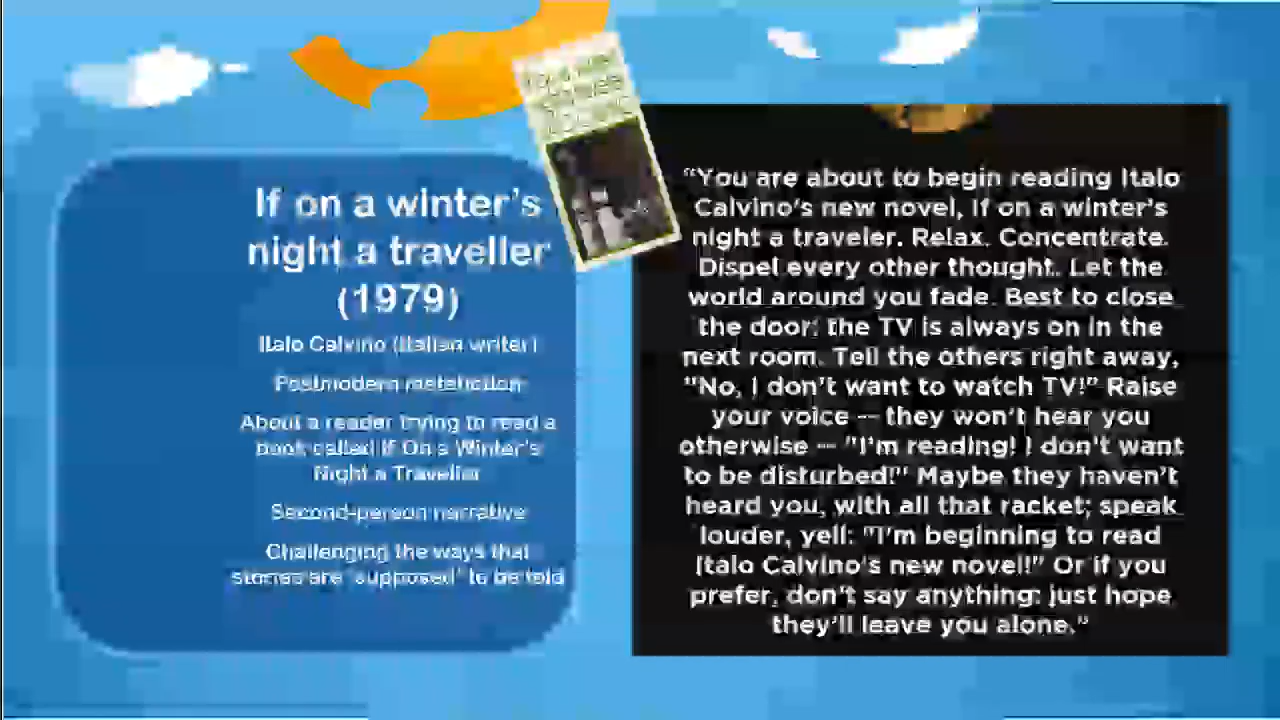 If on a winter's
night a traveller
(1979)
Italo Calvino (Italian writer)
Postmodern metafiction
About a reader trying to read a
book called If On a Winter's
Night a Traveller
Second-person narrative
Challenging the ways that
stories are 'supposed' to be told
"You are about to begin reading Italo
Calvino's new novel, If on a winter's
night a traveler. Relax. Concentrate.
Dispel every other thought. Let the
world around you fade. Best to close
the door; the TV is always on in the
next room. Tell the others right away,
"No, I don't want to watch TV!" Raise
your voice -- they won't hear you
otherwise -- "I'm reading! I don't want
to be disturbed!" Maybe they haven't
heard you, with all that racket; speak
louder, yell: "I'm beginning to read
Italo Calvino's new novel!" Or if you
prefer, don't say anything: just hope
they'll leave you alone."